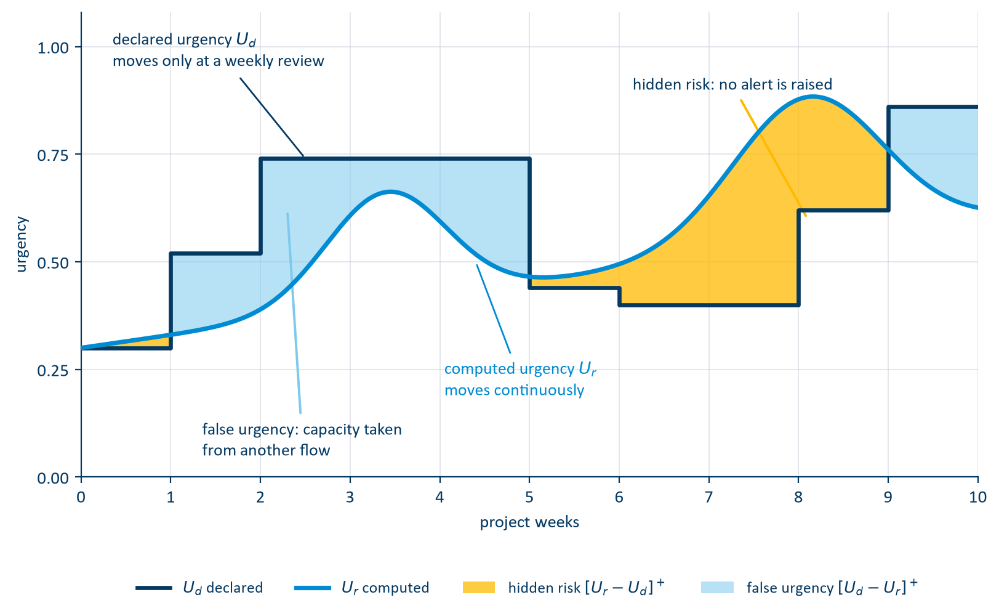 declared urgency U_d
moves only at a weekly review
hidden risk: no alert is raised
1.00
0.75
0.50
0.25
0.00
urgency
computed urgency U_r
moves continuously
false urgency: capacity taken
from another flow
0 1 2 3 4 5 6 7 8 9 10
project weeks
U_d declared
U_r computed
hidden risk [U_r − U_d]⁺
false urgency [U_d − U_r]⁺